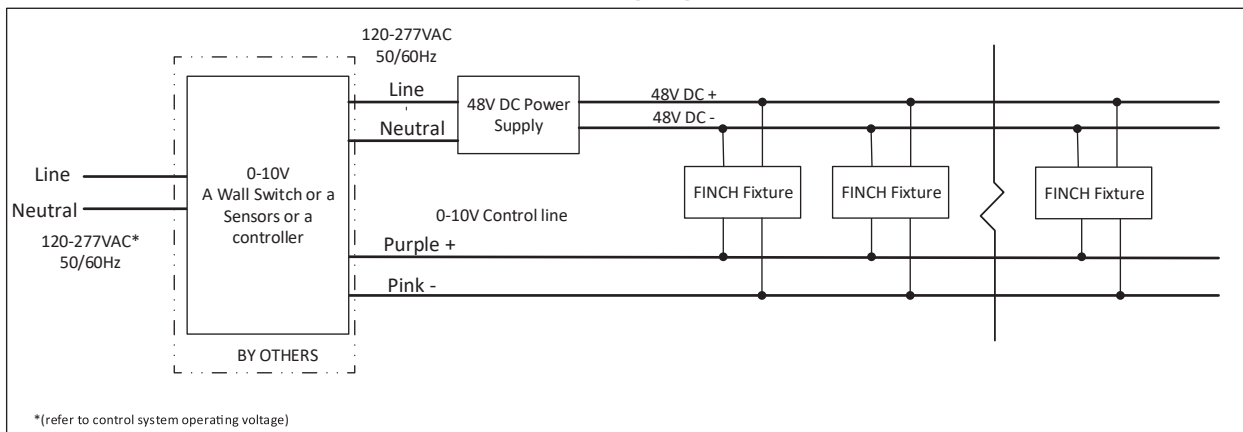 120-277VAC
50/60Hz
Line
Neutral
48V DC Power
Supply
48V DC +
48V DC -
0-10V
A Wall Switch or a
Sensors or a
controller
Line
Neutral
120-277VAC*
50/60Hz
FINCH Fixture
FINCH Fixture
FINCH Fixture
0-10V Control line
Purple +
Pink -
BY OTHERS
*(refer to control system operating voltage)